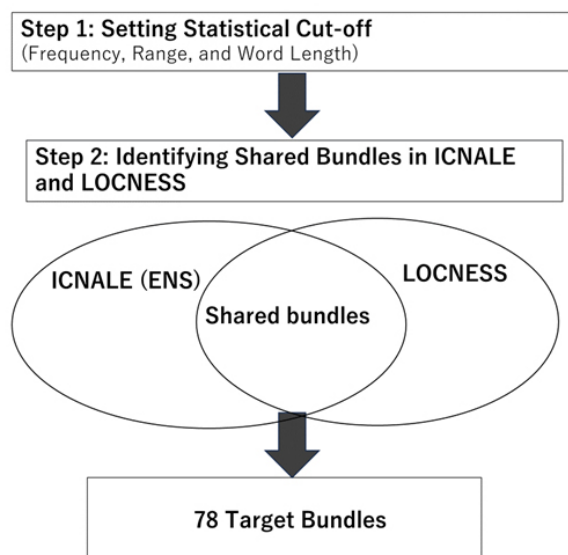 Step 1: Setting Statistical Cut-off
(Frequency, Range, and Word Length)
Step 2: Identifying Shared Bundles in ICNALE
and LOCNESS
ICNALE (ENS)
LOCNESS
Shared bundles
78 Target Bundles